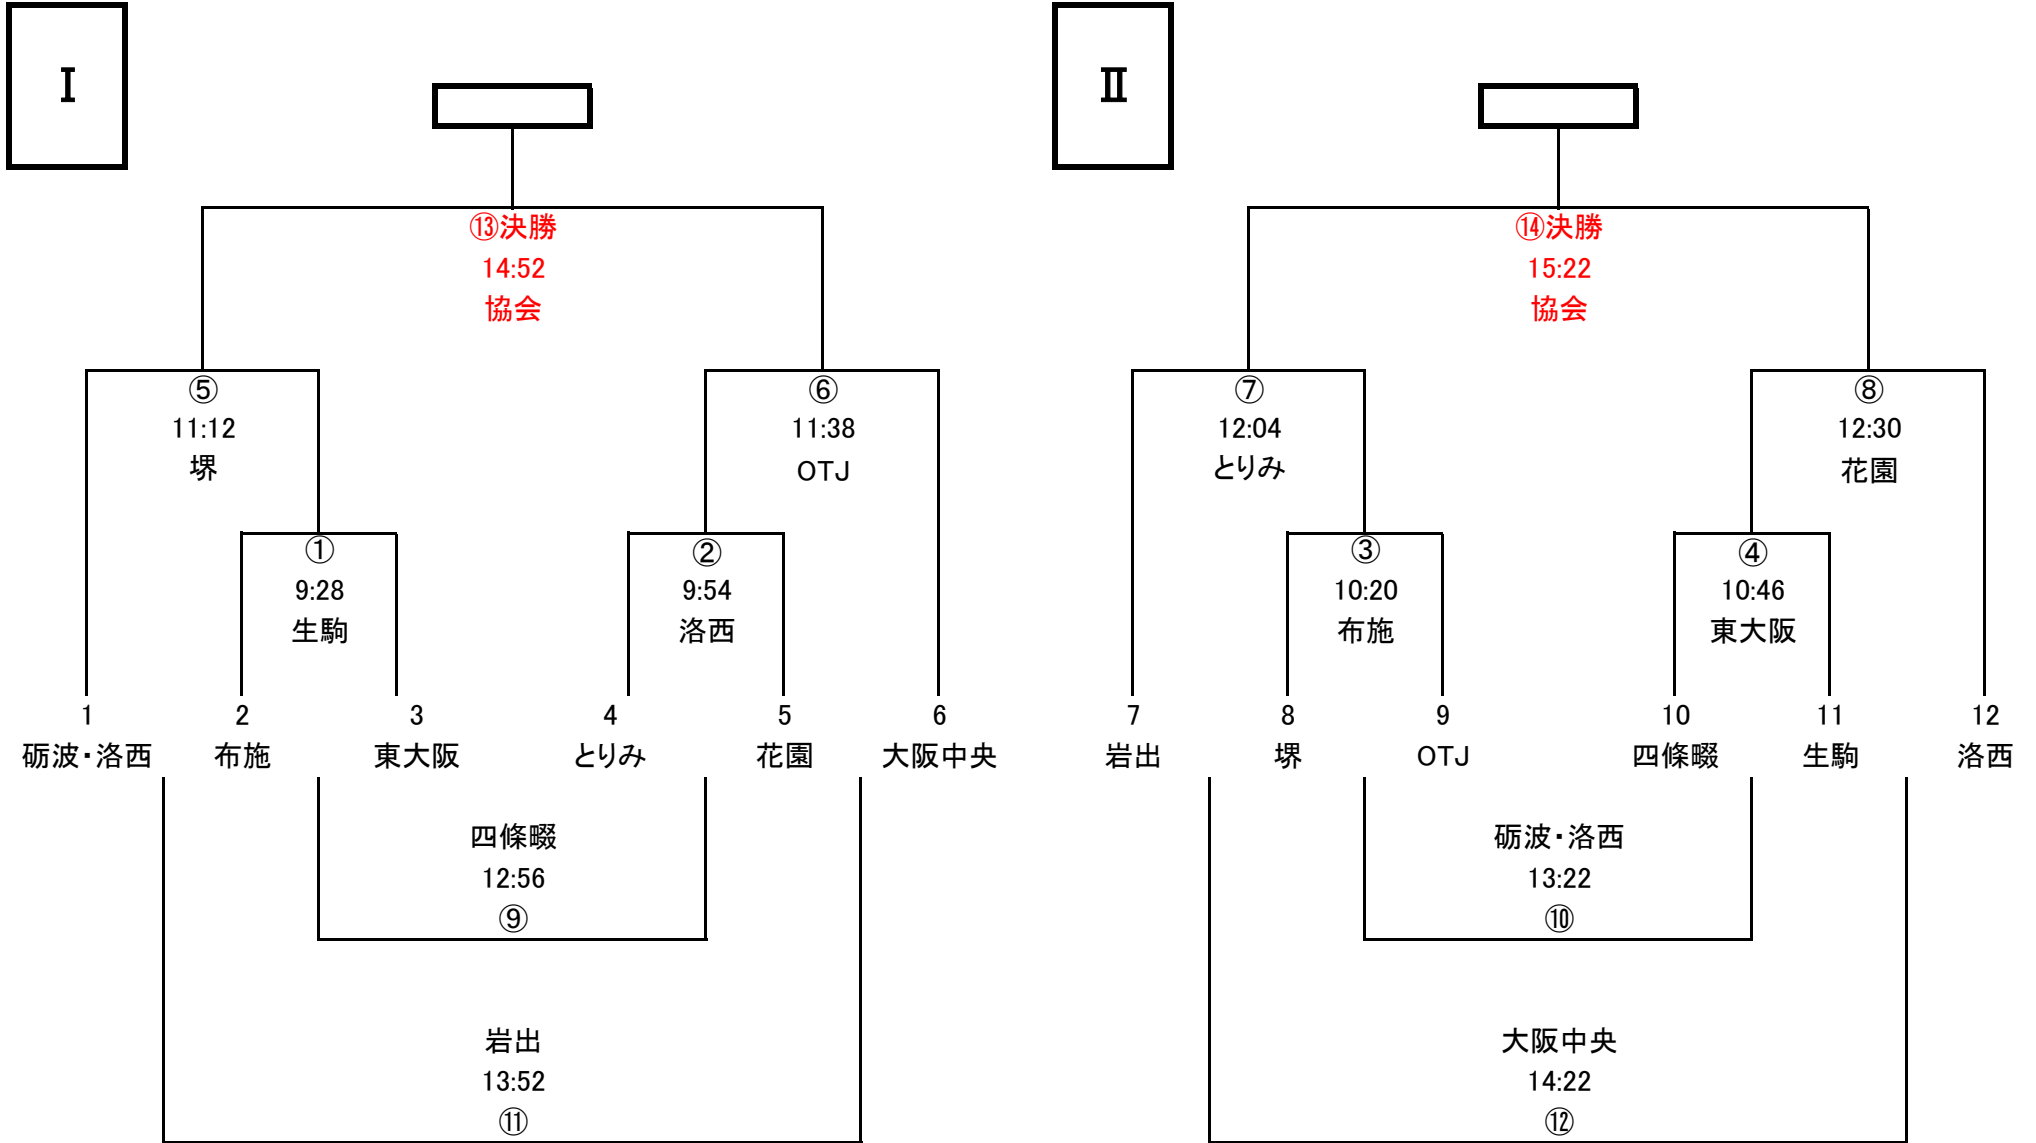 Ⅰ
Ⅱ
⑬決勝
14:52
協会
⑭決勝
15:22
協会
⑤
11:12
堺
⑥
11:38
OTJ
⑦
12:04
とりみ
⑧
12:30
花園
①
9:28
生駒
②
9:54
洛西
③
10:20
布施
④
10:46
東大阪
1 2 3 4 5 6 7 8 9 10 11 12
砺波・洛西 布施 東大阪 とりみ 花園 大阪中央 岩出 堺 OTJ 四條畷 生駒 洛西
四條畷
12:56
⑨
砺波・洛西
13:22
⑩
岩出
13:52
⑪
大阪中央
14:22
⑫